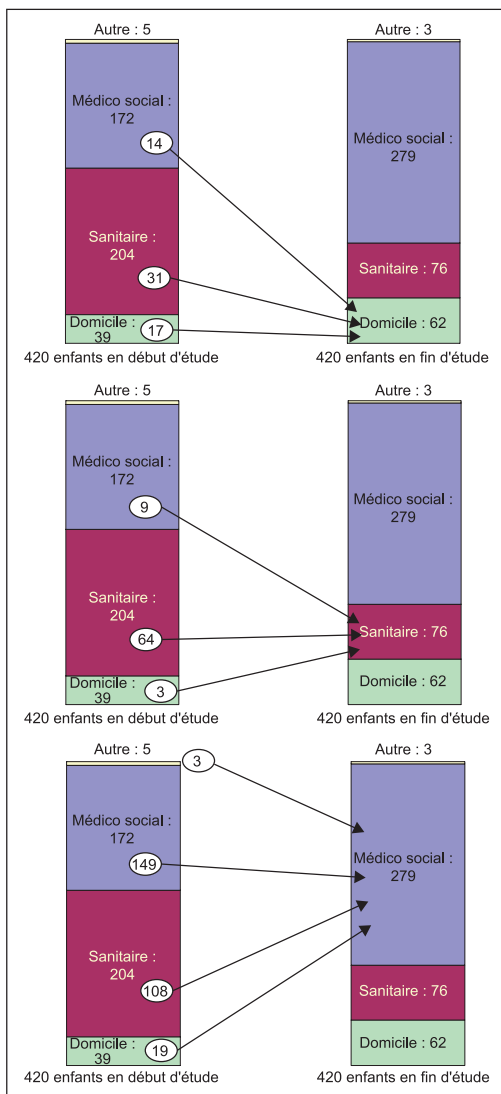 Autre : 5
Autre : 3
Médico social :
172
14
Médico social :
279
Sanitaire :
204
31
Sanitaire : 76
Domicile :
39
17
Domicile : 62
420 enfants en début d'étude
420 enfants en fin d'étude
Autre : 5
Autre : 3
Médico social :
172
9
Médico social :
279
Sanitaire :
204
64
Sanitaire : 76
Domicile :
39
3
Domicile : 62
420 enfants en début d'étude
420 enfants en fin d'étude
Autre : 5
3
Autre : 3
Médico social :
172
149
Médico social :
279
Sanitaire :
204
108
Sanitaire : 76
Domicile :
39
19
Domicile : 62
420 enfants en début d'étude
420 enfants en fin d'étude